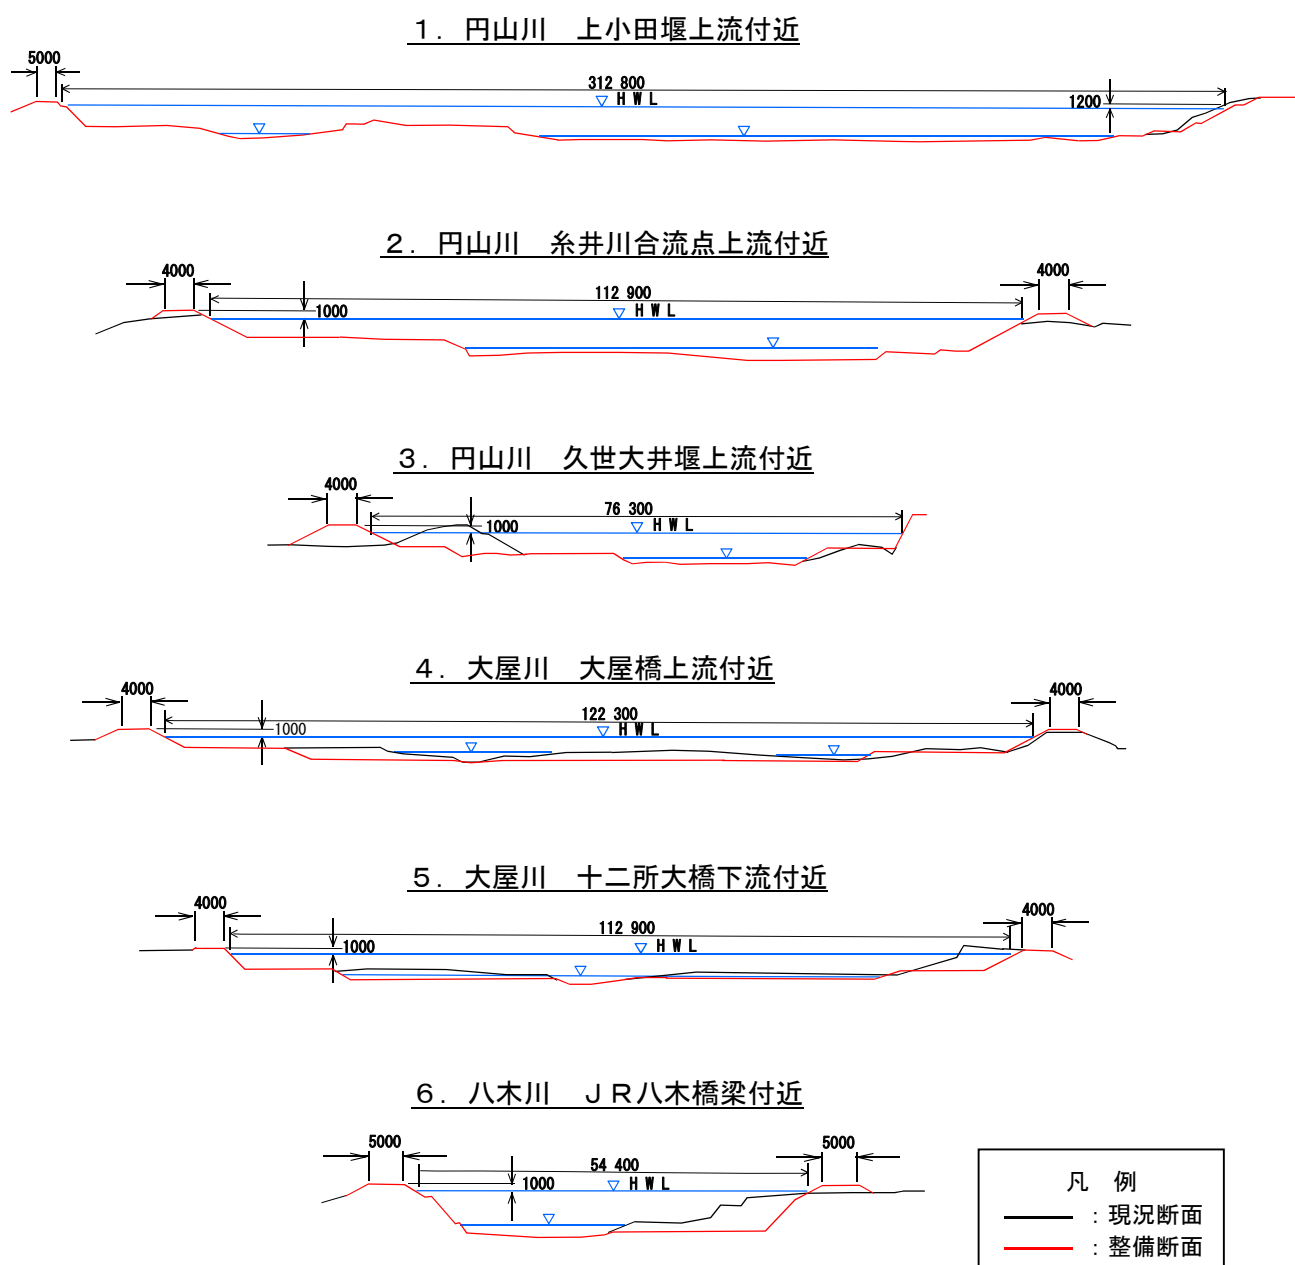 １．円山川　上小田堰上流付近
5000
312 800
ＨＷＬ
1200
２．円山川　糸井川合流点上流付近
4000
4000
112 900
1000
ＨＷＬ
３．円山川　久世大井堰上流付近
4000
76 300
1000
ＨＷＬ
４．大屋川　大屋橋上流付近
4000
4000
122 300
1000
ＨＷＬ
５．大屋川　十二所大橋下流付近
4000
4000
112 900
1000
ＨＷＬ
６．八木川　ＪＲ八木橋梁付近
5000
5000
54 400
1000
ＨＷＬ
凡　例
：現況断面
：整備断面